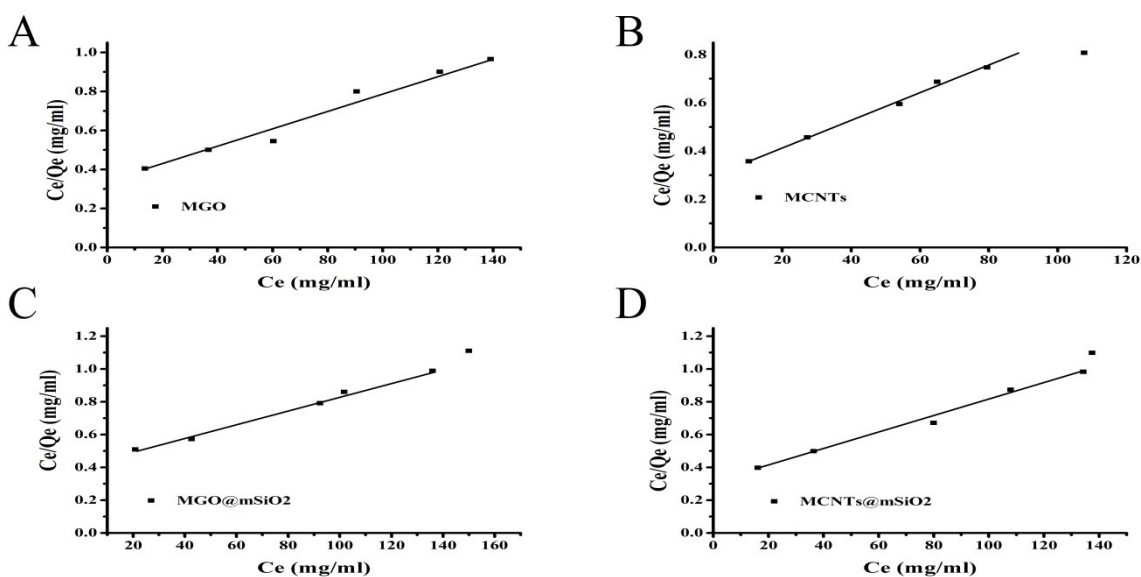 A
1.0
0.8
0.6
0.4
0.2
0.0
Ce/Qe (mg/ml)
MGO
0 20 40 60 80 100 120 140
Ce (mg/ml)
B
0.8
0.6
0.4
0.2
0.0
Ce/Qe (mg/ml)
MCNTs
0 20 40 60 80 100 120
Ce (mg/ml)
C
1.2
1.0
0.8
0.6
0.4
0.2
0.0
Ce/Qe (mg/ml)
MGO@mSiO2
20 40 60 80 100 120 140 160
Ce (mg/ml)
D
1.2
1.0
0.8
0.6
0.4
0.2
0.0
Ce/Qe (mg/ml)
MCNTs@mSiO2
0 20 40 60 80 100 120 140
Ce (mg/ml)